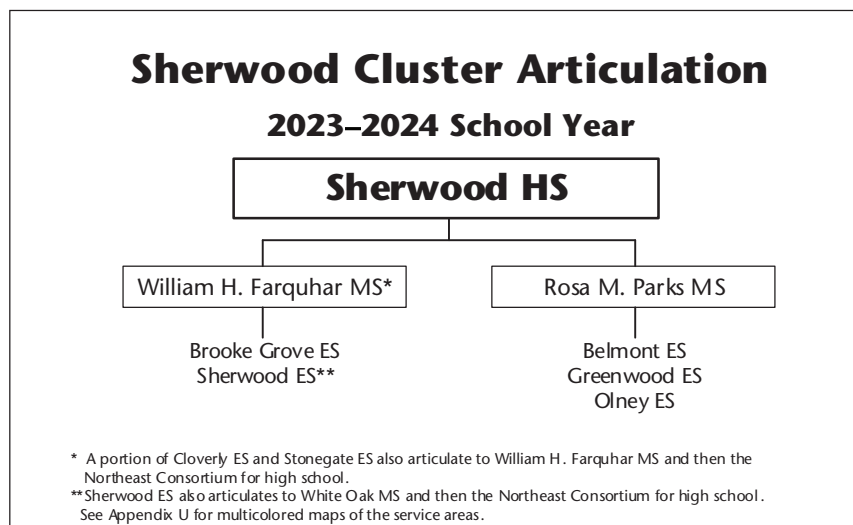 Sherwood Cluster Articulation
2023–2024 School Year
Sherwood HS
William H. Farquhar MS*
Rosa M. Parks MS
Brooke Grove ES
Sherwood ES**
Belmont ES
Greenwood ES
Olney ES
* A portion of Cloverly ES and Stonegate ES also articulate to William H. Farquhar MS and then the
Northeast Consortium for high school.
**Sherwood ES also articulates to White Oak MS and then the Northeast Consortium for high school.
See Appendix U for multicolored maps of the service areas.